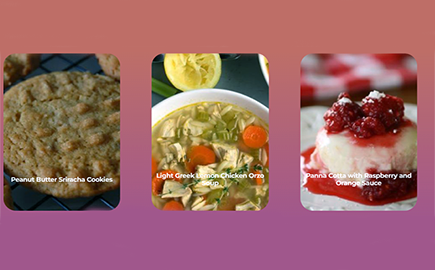 Peanut Butter Sriracha Cookies
Light Greek Lemon Chicken Orzo
Soup
Panna Cotta with Raspberry and
Orange Sauce